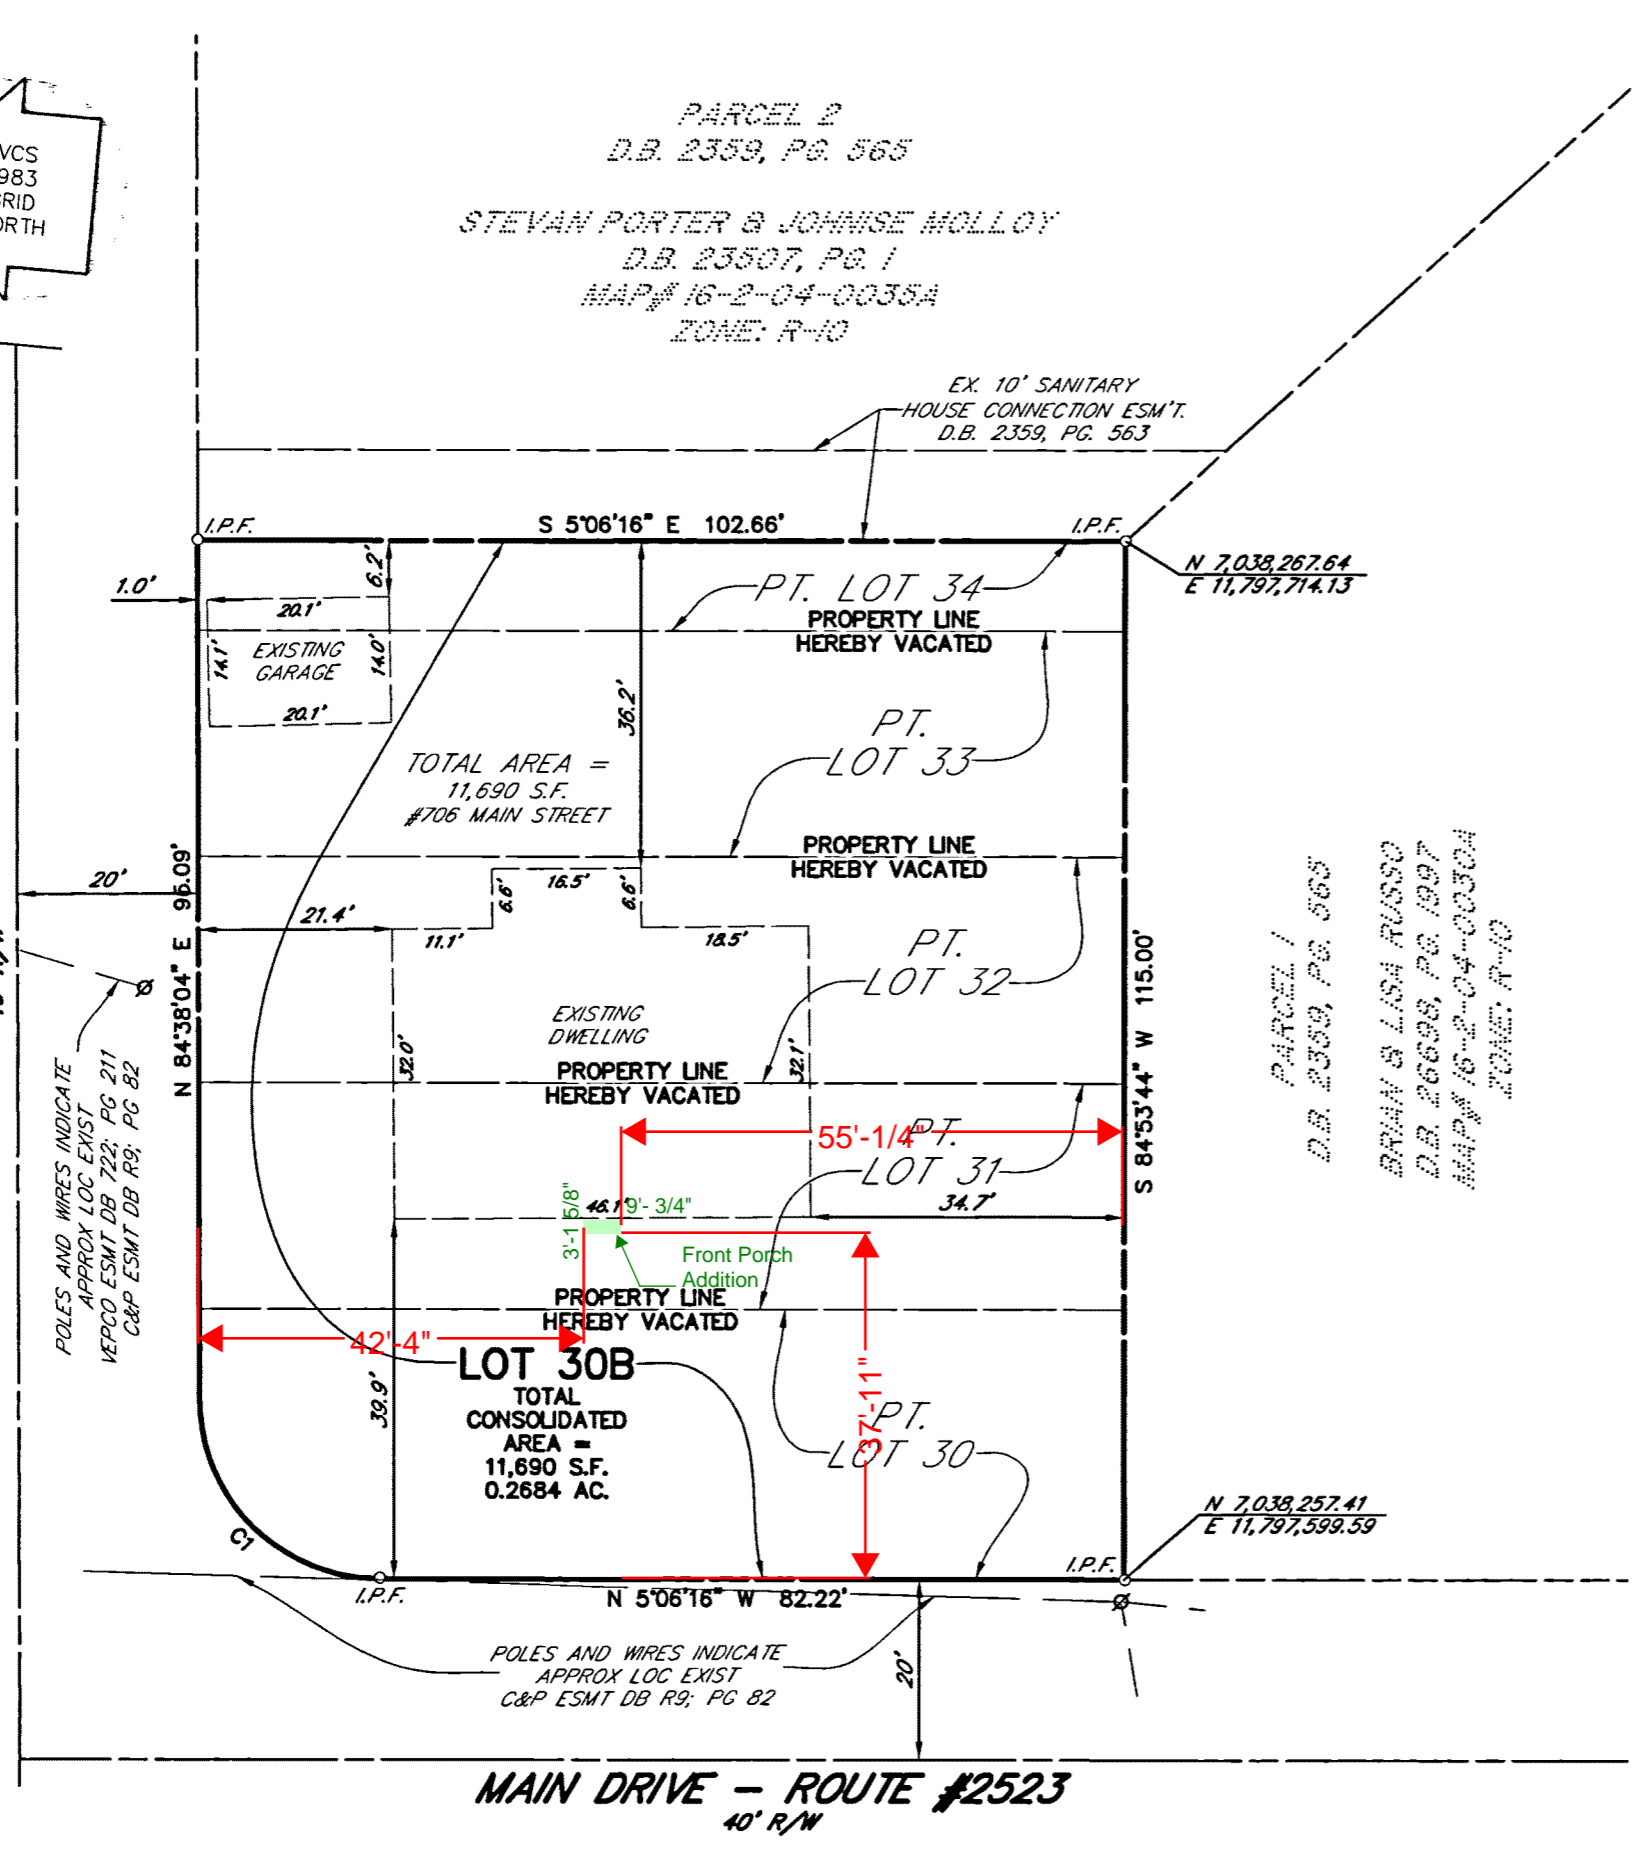 PARCEL 2
D.B. 2359, PG. 565
STEVAN PORTER & JOHNISE MOLLOY
D.B. 23507, PG. 1
MAP# 16-2-04-0035A
ZONE: R-10
VCS
983
GRID
ORTH
EX. 10' SANITARY
HOUSE CONNECTION ESM'T.
D.B. 2359, PG. 563
I.P.F.
S 5°06'16" E 102.66'
I.P.F.
N 7,038,267.64
E 11,797,714.13
1.0'
6.2'
20.1'
14.1'
EXISTING
GARAGE
14.0'
20.1'
PT. LOT 34
PROPERTY LINE
HEREBY VACATED
36.2'
PT.
LOT 33
TOTAL AREA =
11,690 S.F.
#706 MAIN STREET
PROPERTY LINE
HEREBY VACATED
20'
N 84°38'04" E 95.09'
21.4'
11.1'
6.6'
16.5'
6.6'
18.5'
PT.
LOT 32
EXISTING
DWELLING
32.0'
32.1'
PROPERTY LINE
HEREBY VACATED
S 84°53'44" W 115.00'
PARCEL 1
D.B. 2359, PG. 565
BRIAN & LISA RUSSO
D.B. 26698, PG. 1997
MAP# 16-2-04-0030A
ZONE: R-10
POLES AND WIRES INDICATE
APPROX LOC EXIST
VEPCO ESMT DB 722; PG 211
C&P ESMT DB R9; PG 82
55'-1/4"
PT.
LOT 31
34.7'
46.1'
9'- 3/4"
3'-1 5/8"
Front Porch
Addition
PROPERTY LINE
HEREBY VACATED
42'-4"
LOT 30B
TOTAL
CONSOLIDATED
AREA =
11,690 S.F.
0.2684 AC.
39.9'
37'-11"
PT.
LOT 30
C1
I.P.F.
N 5°06'16" W 82.22'
I.P.F.
N 7,038,257.41
E 11,797,599.59
POLES AND WIRES INDICATE
APPROX LOC EXIST
C&P ESMT DB R9; PG 82
20'
MAIN DRIVE - ROUTE #2523
40' R/W